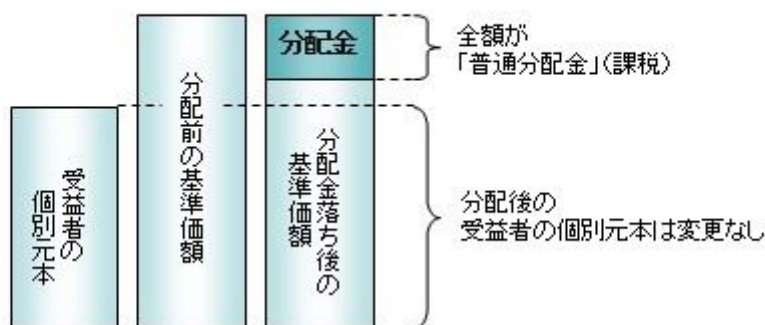 受益者の
個別元本
分配前の基準価額
分配金
分配金落ち後の
基準価額
全額が
「普通分配金」(課税)
分配後の
受益者の個別元本は変更なし